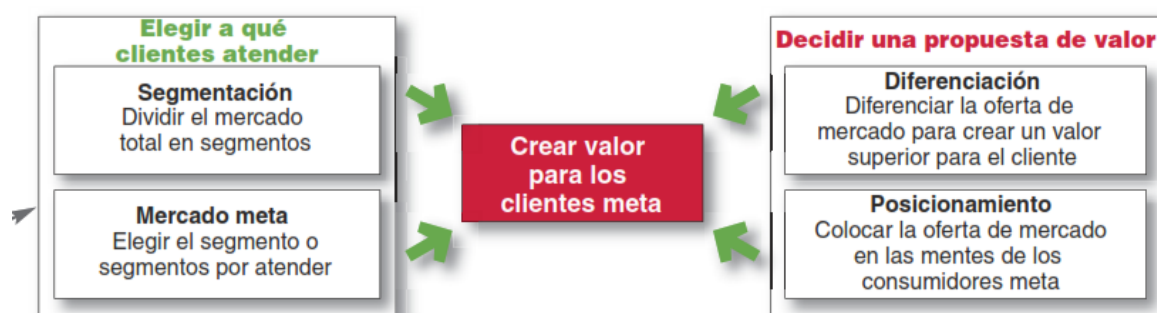 Elegir a qué
clientes atender
Segmentación
Dividir el mercado
total en segmentos
Mercado meta
Elegir el segmento o
segmentos por atender
Crear valor
para los
clientes meta
Decidir una propuesta de valor
Diferenciación
Diferenciar la oferta de
mercado para crear un valor
superior para el cliente
Posicionamiento
Colocar la oferta de mercado
en las mentes de los
consumidores meta